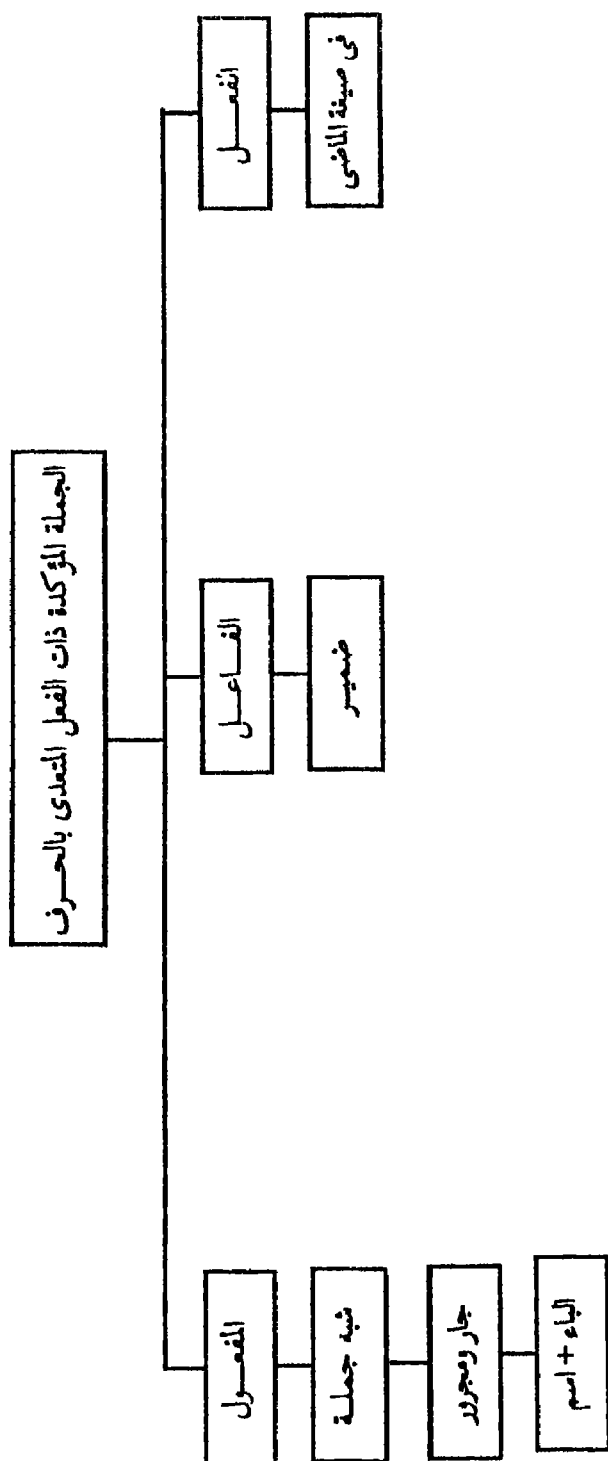 الجملة المؤكدة ذات الفعل المتعدى بالحرف
الفعل
فى صيغة الماضى
الفاعل
ضمير
المفعول
شبه جملة
جار ومجرور
الباء + اسم